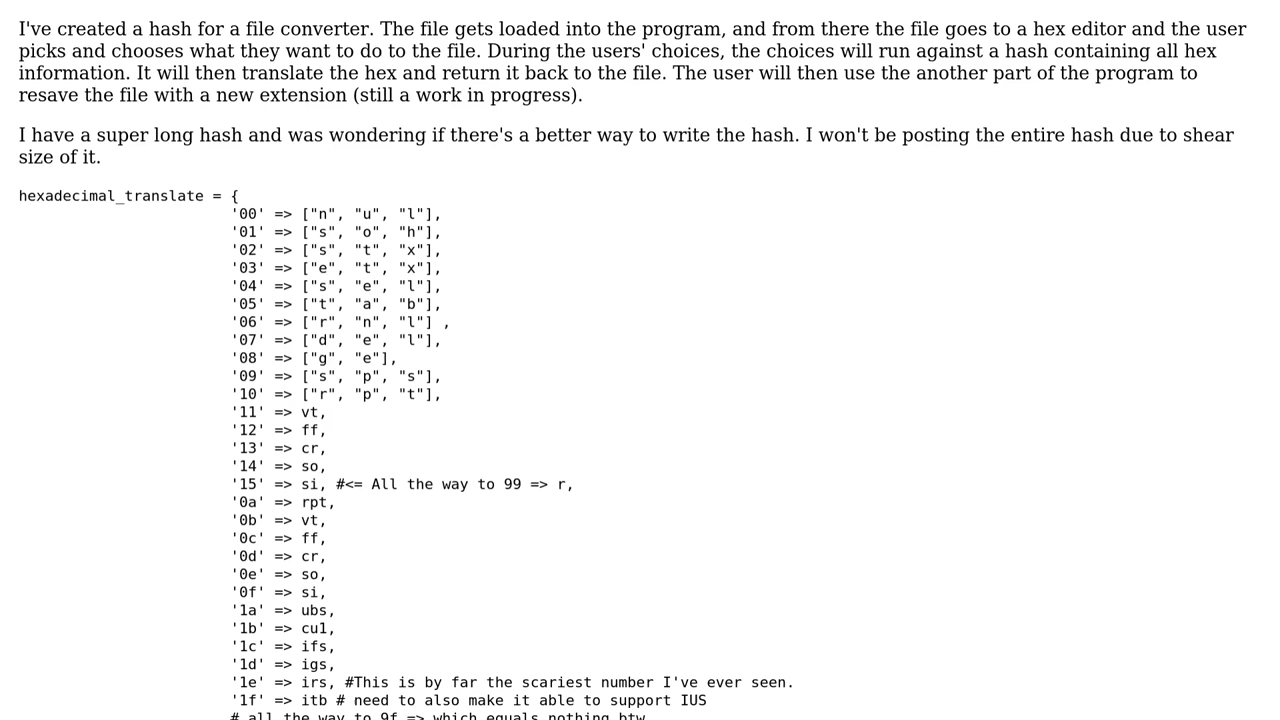 I've created a hash for a file converter. The file gets loaded into the program, and from there the file goes to a hex editor and the user
picks and chooses what they want to do to the file. During the users' choices, the choices will run against a hash containing all hex
information. It will then translate the hex and return it back to the file. The user will then use the another part of the program to
resave the file with a new extension (still a work in progress).
I have a super long hash and was wondering if there's a better way to write the hash. I won't be posting the entire hash due to shear
size of it.
hexadecimal_translate = {
'00' => ["n", "u", "l"],
'01' => ["s", "o", "h"],
'02' => ["s", "t", "x"],
'03' => ["e", "t", "x"],
'04' => ["s", "e", "l"],
'05' => ["t", "a", "b"],
'06' => ["r", "n", "l"] ,
'07' => ["d", "e", "l"],
'08' => ["g", "e"],
'09' => ["s", "p", "s"],
'10' => ["r", "p", "t"],
'11' => vt,
'12' => ff,
'13' => cr,
'14' => so,
'15' => si, #<= All the way to 99 => r,
'0a' => rpt,
'0b' => vt,
'0c' => ff,
'0d' => cr,
'0e' => so,
'0f' => si,
'1a' => ubs,
'1b' => cu1,
'1c' => ifs,
'1d' => igs,
'1e' => irs, #This is by far the scariest number I've ever seen.
'1f' => itb # need to also make it able to support IUS
# all the way to 9f => which equals nothing btw